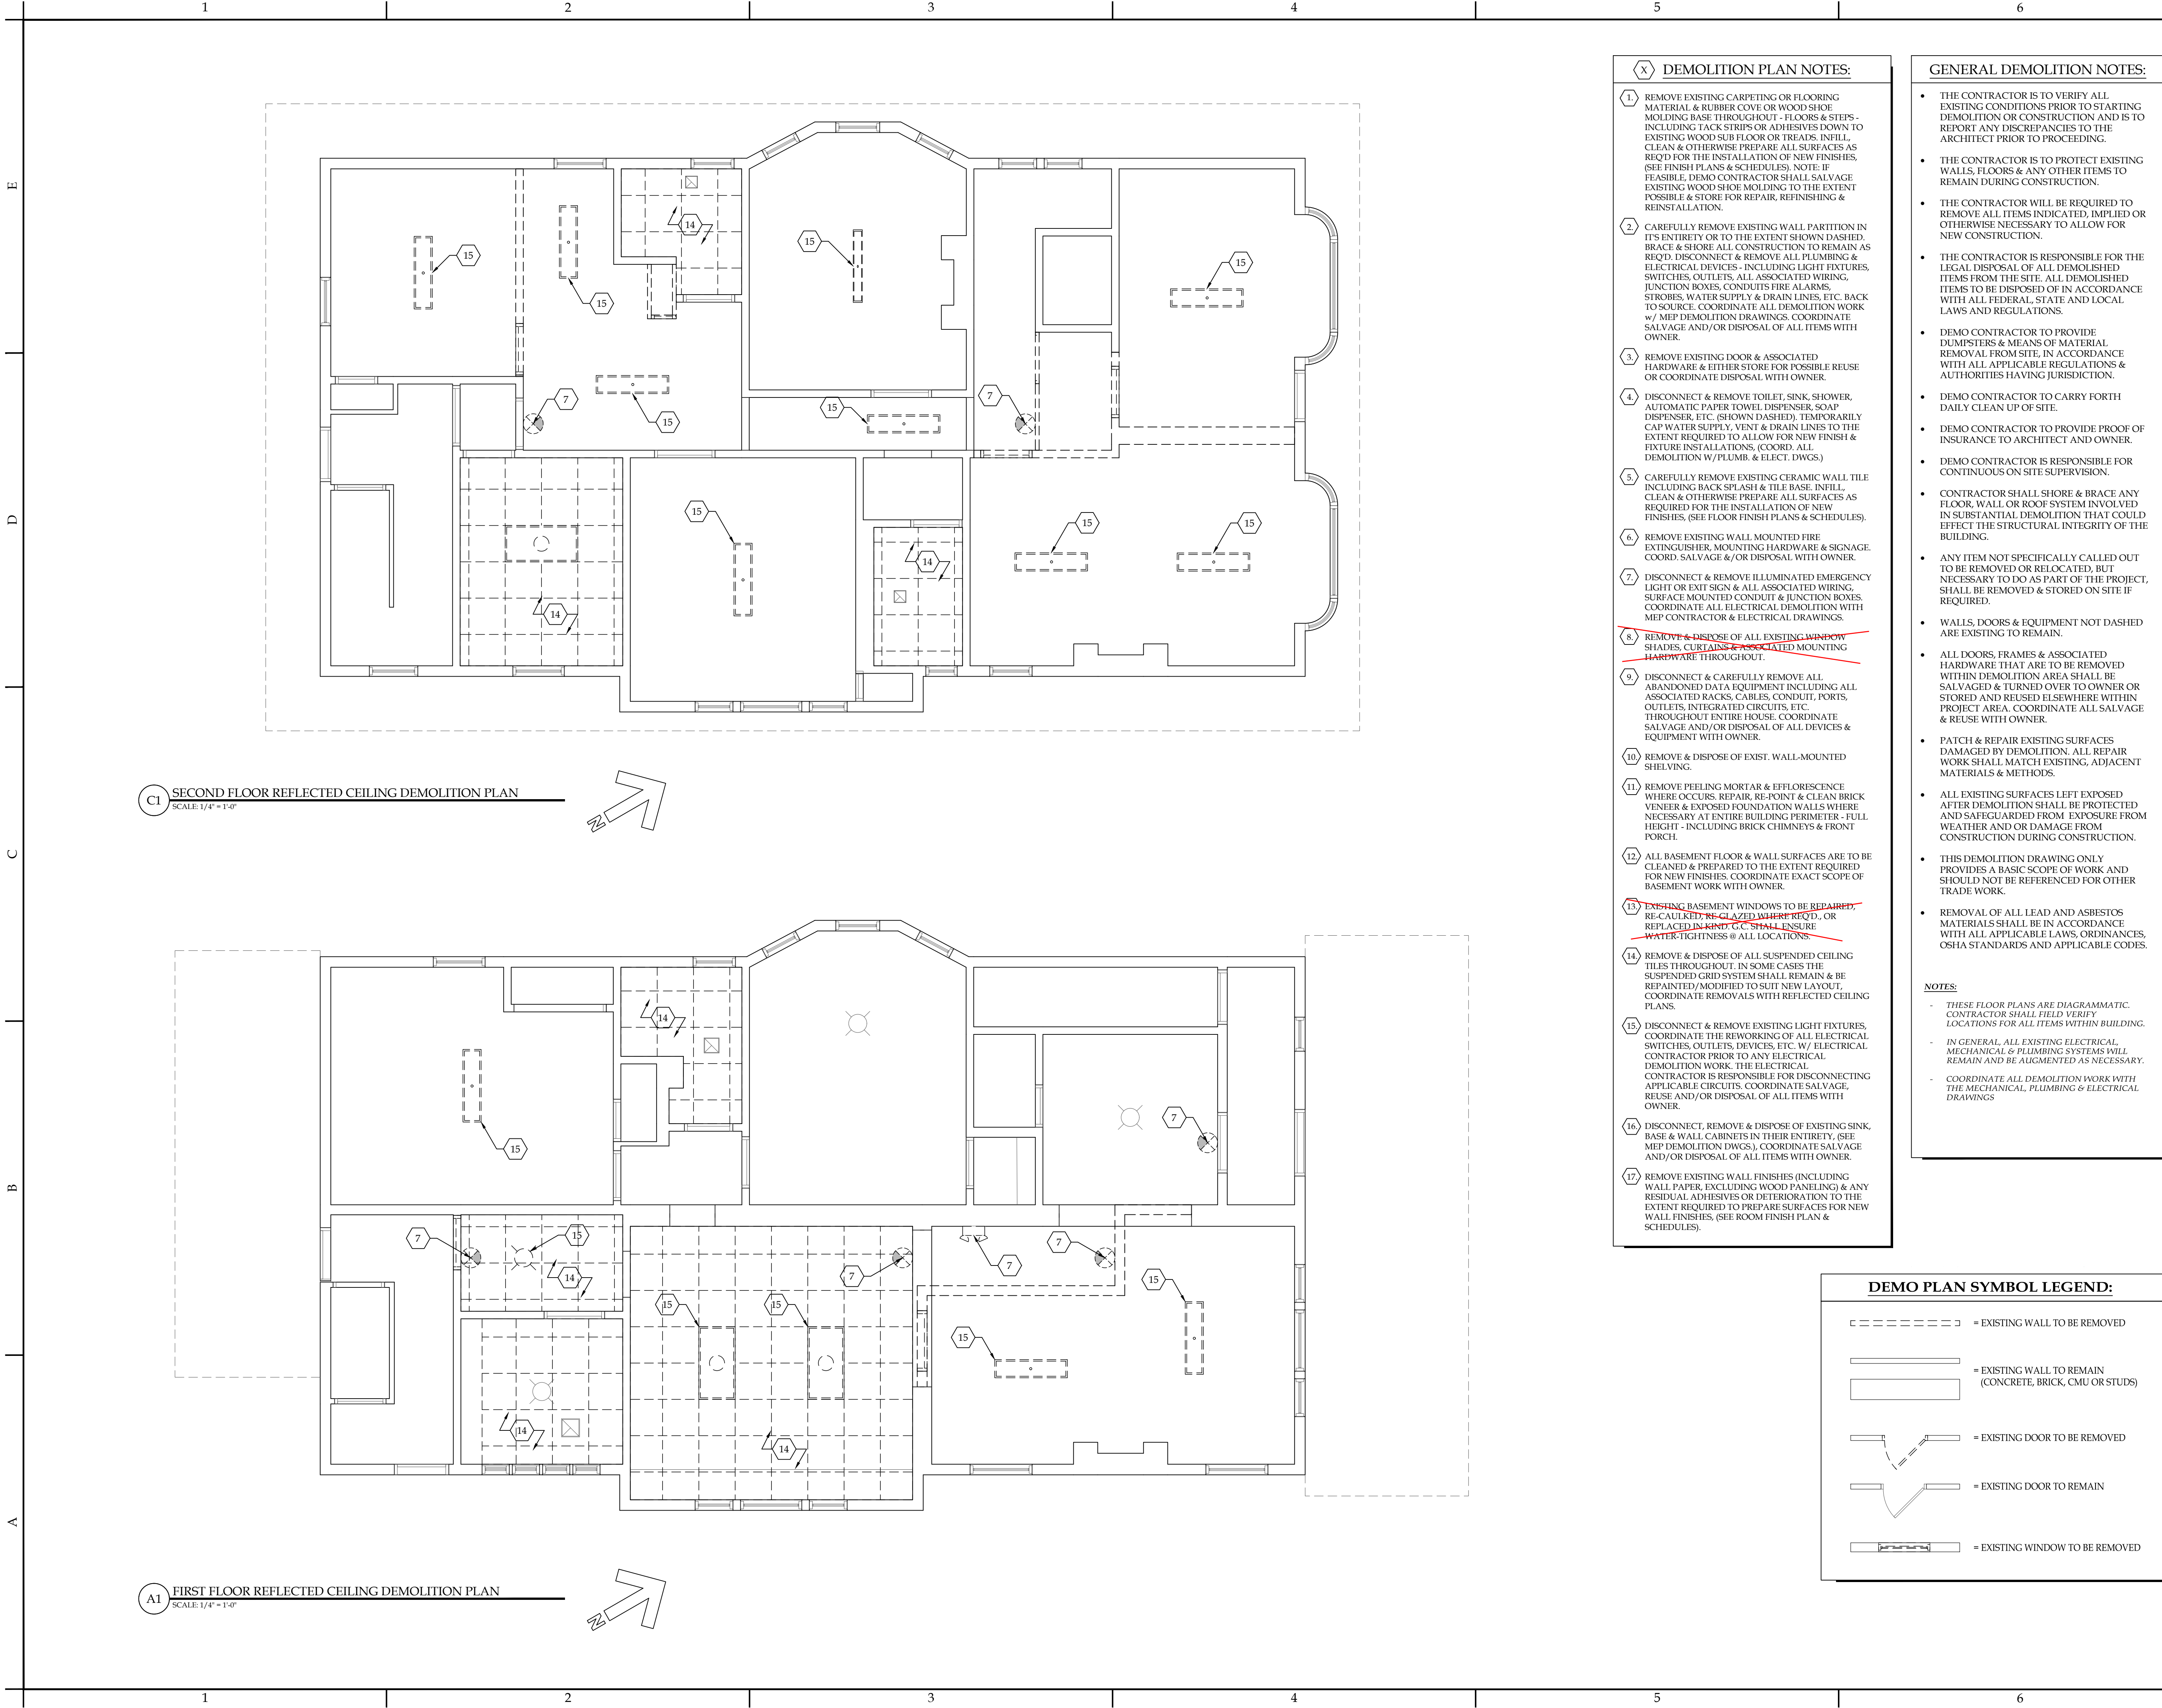 1 2 3 4 5 6
E
D
C
B
A
15
15
14
15
15
7
15
15
7
14
15
14
15
15
C1 SECOND FLOOR REFLECTED CEILING DEMOLITION PLAN
SCALE: 1/4" = 1'-0"
N
14
15
7
7
15
14
7
7
7
15
15
15
15
14
14
A1 FIRST FLOOR REFLECTED CEILING DEMOLITION PLAN
SCALE: 1/4" = 1'-0"
N
X DEMOLITION PLAN NOTES:
1. REMOVE EXISTING CARPETING OR FLOORING
MATERIAL & RUBBER COVE OR WOOD SHOE
MOLDING BASE THROUGHOUT - FLOORS & STEPS -
INCLUDING TACK STRIPS OR ADHESIVES DOWN TO
EXISTING WOOD SUB FLOOR OR TREADS. INFILL,
CLEAN & OTHERWISE PREPARE ALL SURFACES AS
REQ'D FOR THE INSTALLATION OF NEW FINISHES,
(SEE FINISH PLANS & SCHEDULES). NOTE: IF
FEASIBLE, DEMO CONTRACTOR SHALL SALVAGE
EXISTING WOOD SHOE MOLDING TO THE EXTENT
POSSIBLE & STORE FOR REPAIR, REFINISHING &
REINSTALLATION.
2. CAREFULLY REMOVE EXISTING WALL PARTITION IN
IT'S ENTIRETY OR TO THE EXTENT SHOWN DASHED.
BRACE & SHORE ALL CONSTRUCTION TO REMAIN AS
REQ'D. DISCONNECT & REMOVE ALL PLUMBING &
ELECTRICAL DEVICES - INCLUDING LIGHT FIXTURES,
SWITCHES, OUTLETS, ALL ASSOCIATED WIRING,
JUNCTION BOXES, CONDUITS FIRE ALARMS,
STROBES, WATER SUPPLY & DRAIN LINES, ETC. BACK
TO SOURCE. COORDINATE ALL DEMOLITION WORK
w/ MEP DEMOLITION DRAWINGS. COORDINATE
SALVAGE AND/OR DISPOSAL OF ALL ITEMS WITH
OWNER.
3. REMOVE EXISTING DOOR & ASSOCIATED
HARDWARE & EITHER STORE FOR POSSIBLE REUSE
OR COORDINATE DISPOSAL WITH OWNER.
4. DISCONNECT & REMOVE TOILET, SINK, SHOWER,
AUTOMATIC PAPER TOWEL DISPENSER, SOAP
DISPENSER, ETC. (SHOWN DASHED). TEMPORARILY
CAP WATER SUPPLY, VENT & DRAIN LINES TO THE
EXTENT REQUIRED TO ALLOW FOR NEW FINISH &
FIXTURE INSTALLATIONS, (COORD. ALL
DEMOLITION W/PLUMB. & ELECT. DWGS.)
5. CAREFULLY REMOVE EXISTING CERAMIC WALL TILE
INCLUDING BACK SPLASH & TILE BASE. INFILL,
CLEAN & OTHERWISE PREPARE ALL SURFACES AS
REQUIRED FOR THE INSTALLATION OF NEW
FINISHES, (SEE FLOOR FINISH PLANS & SCHEDULES).
6. REMOVE EXISTING WALL MOUNTED FIRE
EXTINGUISHER, MOUNTING HARDWARE & SIGNAGE.
COORD. SALVAGE &/OR DISPOSAL WITH OWNER.
7. DISCONNECT & REMOVE ILLUMINATED EMERGENCY
LIGHT OR EXIT SIGN & ALL ASSOCIATED WIRING,
SURFACE MOUNTED CONDUIT & JUNCTION BOXES.
COORDINATE ALL ELECTRICAL DEMOLITION WITH
MEP CONTRACTOR & ELECTRICAL DRAWINGS.
8. REMOVE & DISPOSE OF ALL EXISTING WINDOW
SHADES, CURTAINS & ASSOCIATED MOUNTING
HARDWARE THROUGHOUT.
9. DISCONNECT & CAREFULLY REMOVE ALL
ABANDONED DATA EQUIPMENT INCLUDING ALL
ASSOCIATED RACKS, CABLES, CONDUIT, PORTS,
OUTLETS, INTEGRATED CIRCUITS, ETC.
THROUGHOUT ENTIRE HOUSE. COORDINATE
SALVAGE AND/OR DISPOSAL OF ALL DEVICES &
EQUIPMENT WITH OWNER.
10. REMOVE & DISPOSE OF EXIST. WALL-MOUNTED
SHELVING.
11. REMOVE PEELING MORTAR & EFFLORESCENCE
WHERE OCCURS. REPAIR, RE-POINT & CLEAN BRICK
VENEER & EXPOSED FOUNDATION WALLS WHERE
NECESSARY AT ENTIRE BUILDING PERIMETER - FULL
HEIGHT - INCLUDING BRICK CHIMNEYS & FRONT
PORCH.
12. ALL BASEMENT FLOOR & WALL SURFACES ARE TO BE
CLEANED & PREPARED TO THE EXTENT REQUIRED
FOR NEW FINISHES. COORDINATE EXACT SCOPE OF
BASEMENT WORK WITH OWNER.
13. EXISTING BASEMENT WINDOWS TO BE REPAIRED,
RE-CAULKED, RE-GLAZED WHERE REQ'D., OR
REPLACED IN KIND. G.C. SHALL ENSURE
WATER-TIGHTNESS @ ALL LOCATIONS.
14. REMOVE & DISPOSE OF ALL SUSPENDED CEILING
TILES THROUGHOUT. IN SOME CASES THE
SUSPENDED GRID SYSTEM SHALL REMAIN & BE
REPAINTED/MODIFIED TO SUIT NEW LAYOUT,
COORDINATE REMOVALS WITH REFLECTED CEILING
PLANS.
15. DISCONNECT & REMOVE EXISTING LIGHT FIXTURES,
COORDINATE THE REWORKING OF ALL ELECTRICAL
SWITCHES, OUTLETS, DEVICES, ETC. W/ ELECTRICAL
CONTRACTOR PRIOR TO ANY ELECTRICAL
DEMOLITION WORK. THE ELECTRICAL
CONTRACTOR IS RESPONSIBLE FOR DISCONNECTING
APPLICABLE CIRCUITS. COORDINATE SALVAGE,
REUSE AND/OR DISPOSAL OF ALL ITEMS WITH
OWNER.
16. DISCONNECT, REMOVE & DISPOSE OF EXISTING SINK,
BASE & WALL CABINETS IN THEIR ENTIRETY, (SEE
MEP DEMOLITION DWGS.), COORDINATE SALVAGE
AND/OR DISPOSAL OF ALL ITEMS WITH OWNER.
17. REMOVE EXISTING WALL FINISHES (INCLUDING
WALL PAPER, EXCLUDING WOOD PANELING) & ANY
RESIDUAL ADHESIVES OR DETERIORATION TO THE
EXTENT REQUIRED TO PREPARE SURFACES FOR NEW
WALL FINISHES, (SEE ROOM FINISH PLAN &
SCHEDULES).
GENERAL DEMOLITION NOTES:
• THE CONTRACTOR IS TO VERIFY ALL
EXISTING CONDITIONS PRIOR TO STARTING
DEMOLITION OR CONSTRUCTION AND IS TO
REPORT ANY DISCREPANCIES TO THE
ARCHITECT PRIOR TO PROCEEDING.
• THE CONTRACTOR IS TO PROTECT EXISTING
WALLS, FLOORS & ANY OTHER ITEMS TO
REMAIN DURING CONSTRUCTION.
• THE CONTRACTOR WILL BE REQUIRED TO
REMOVE ALL ITEMS INDICATED, IMPLIED OR
OTHERWISE NECESSARY TO ALLOW FOR
NEW CONSTRUCTION.
• THE CONTRACTOR IS RESPONSIBLE FOR THE
LEGAL DISPOSAL OF ALL DEMOLISHED
ITEMS FROM THE SITE. ALL DEMOLISHED
ITEMS TO BE DISPOSED OF IN ACCORDANCE
WITH ALL FEDERAL, STATE AND LOCAL
LAWS AND REGULATIONS.
• DEMO CONTRACTOR TO PROVIDE
DUMPSTERS & MEANS OF MATERIAL
REMOVAL FROM SITE, IN ACCORDANCE
WITH ALL APPLICABLE REGULATIONS &
AUTHORITIES HAVING JURISDICTION.
• DEMO CONTRACTOR TO CARRY FORTH
DAILY CLEAN UP OF SITE.
• DEMO CONTRACTOR TO PROVIDE PROOF OF
INSURANCE TO ARCHITECT AND OWNER.
• DEMO CONTRACTOR IS RESPONSIBLE FOR
CONTINUOUS ON SITE SUPERVISION.
• CONTRACTOR SHALL SHORE & BRACE ANY
FLOOR, WALL OR ROOF SYSTEM INVOLVED
IN SUBSTANTIAL DEMOLITION THAT COULD
EFFECT THE STRUCTURAL INTEGRITY OF THE
BUILDING.
• ANY ITEM NOT SPECIFICALLY CALLED OUT
TO BE REMOVED OR RELOCATED, BUT
NECESSARY TO DO AS PART OF THE PROJECT,
SHALL BE REMOVED & STORED ON SITE IF
REQUIRED.
• WALLS, DOORS & EQUIPMENT NOT DASHED
ARE EXISTING TO REMAIN.
• ALL DOORS, FRAMES & ASSOCIATED
HARDWARE THAT ARE TO BE REMOVED
WITHIN DEMOLITION AREA SHALL BE
SALVAGED & TURNED OVER TO OWNER OR
STORED AND REUSED ELSEWHERE WITHIN
PROJECT AREA. COORDINATE ALL SALVAGE
& REUSE WITH OWNER.
• PATCH & REPAIR EXISTING SURFACES
DAMAGED BY DEMOLITION. ALL REPAIR
WORK SHALL MATCH EXISTING, ADJACENT
MATERIALS & METHODS.
• ALL EXISTING SURFACES LEFT EXPOSED
AFTER DEMOLITION SHALL BE PROTECTED
AND SAFEGUARDED FROM EXPOSURE FROM
WEATHER AND OR DAMAGE FROM
CONSTRUCTION DURING CONSTRUCTION.
• THIS DEMOLITION DRAWING ONLY
PROVIDES A BASIC SCOPE OF WORK AND
SHOULD NOT BE REFERENCED FOR OTHER
TRADE WORK.
• REMOVAL OF ALL LEAD AND ASBESTOS
MATERIALS SHALL BE IN ACCORDANCE
WITH ALL APPLICABLE LAWS, ORDINANCES,
OSHA STANDARDS AND APPLICABLE CODES.
NOTES:
- THESE FLOOR PLANS ARE DIAGRAMMATIC.
CONTRACTOR SHALL FIELD VERIFY
LOCATIONS FOR ALL ITEMS WITHIN BUILDING.
- IN GENERAL, ALL EXISTING ELECTRICAL,
MECHANICAL & PLUMBING SYSTEMS WILL
REMAIN AND BE AUGMENTED AS NECESSARY.
- COORDINATE ALL DEMOLITION WORK WITH
THE MECHANICAL, PLUMBING & ELECTRICAL
DRAWINGS
DEMO PLAN SYMBOL LEGEND:
= EXISTING WALL TO BE REMOVED
= EXISTING WALL TO REMAIN
(CONCRETE, BRICK, CMU OR STUDS)
= EXISTING DOOR TO BE REMOVED
= EXISTING DOOR TO REMAIN
= EXISTING WINDOW TO BE REMOVED
1 2 3 4 5 6